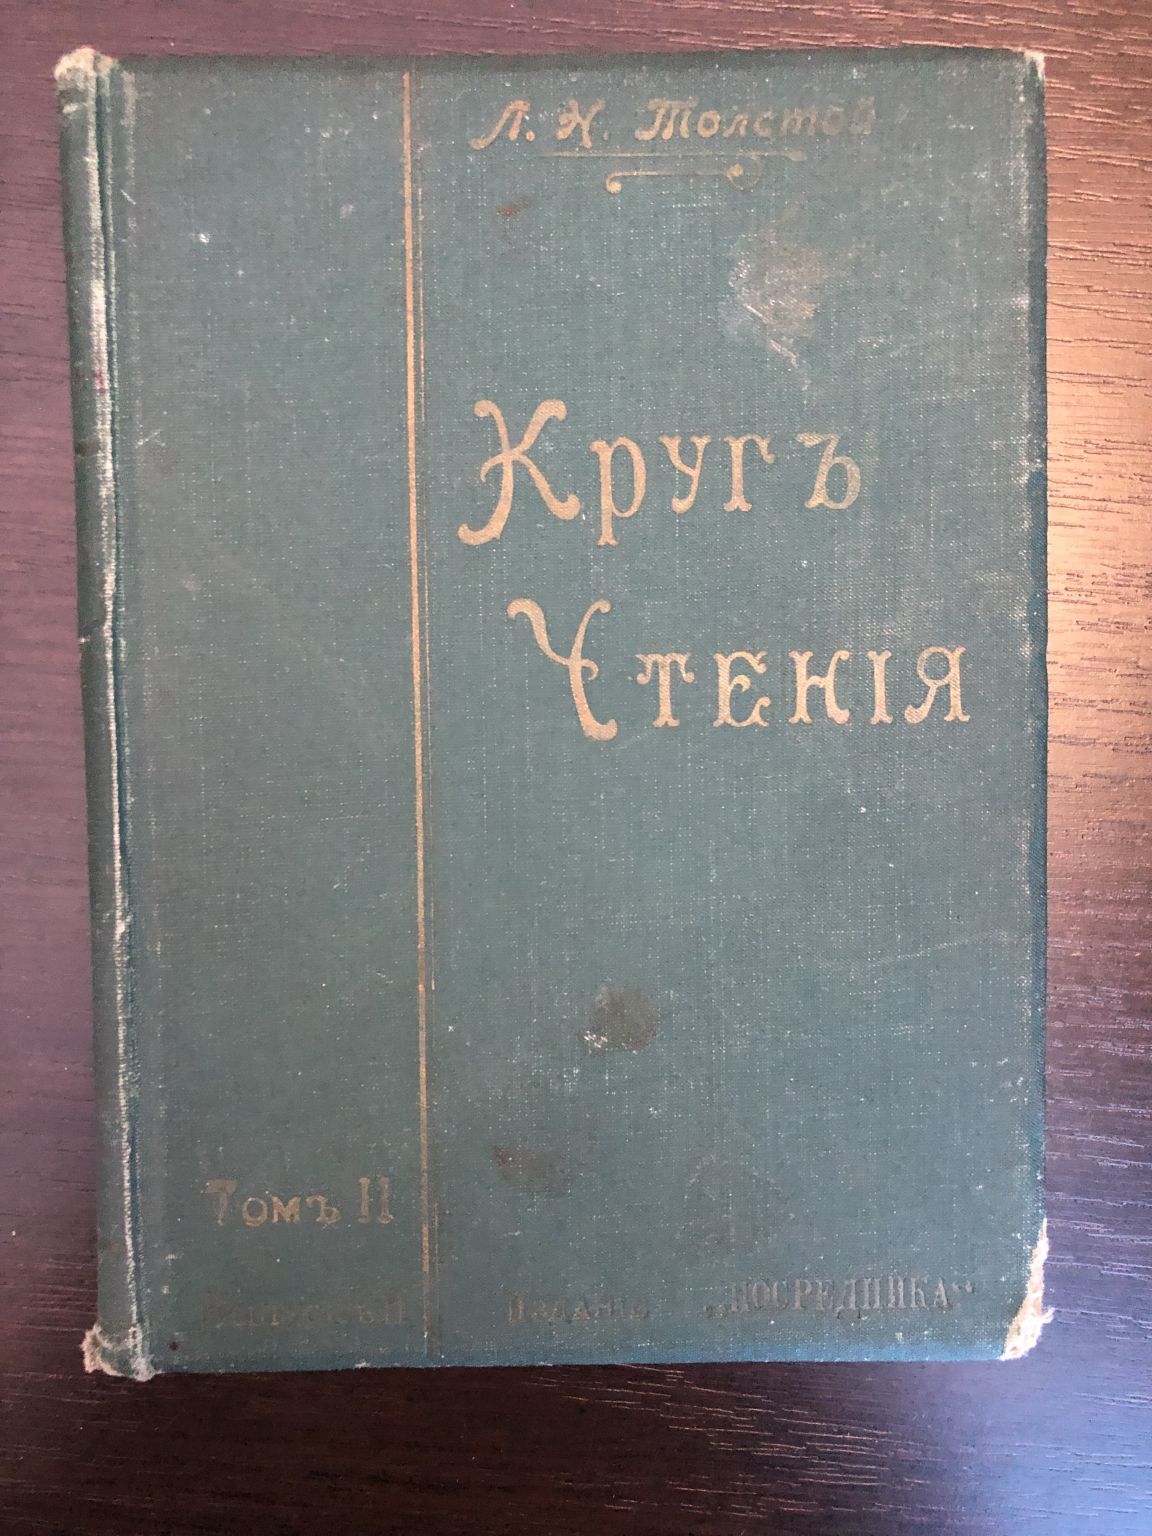 Л. Н. Толстой
Кругъ
Чтенія
Томъ II
Выпускъ II Изданіе „ПОСРЕДНИКА“